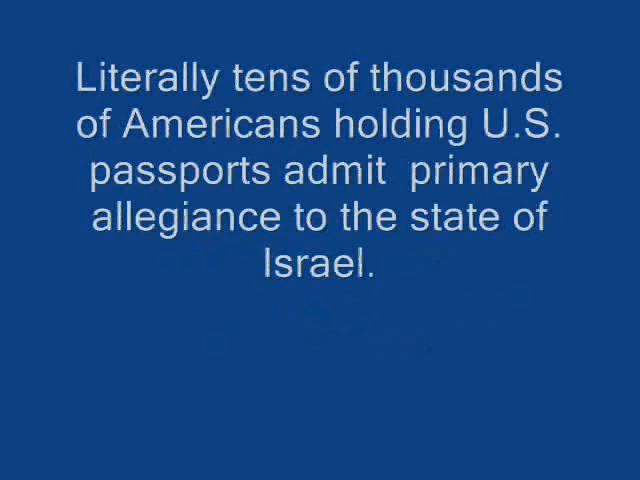 Literally tens of thousands
of Americans holding U.S.
passports admit  primary
allegiance to the state of
Israel.